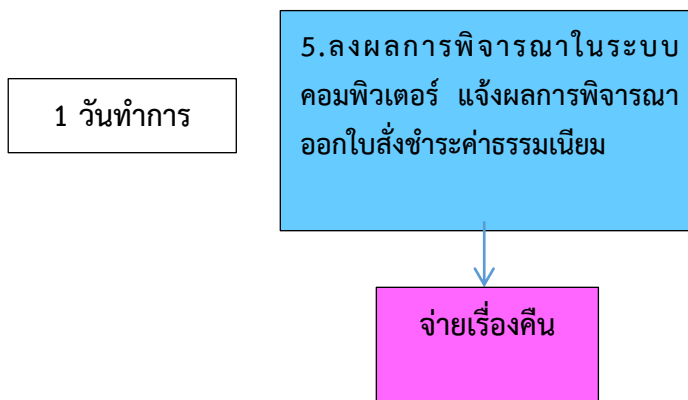 1 วันทำการ
5.ลงผลการพิจารณาในระบบ
คอมพิวเตอร์ แจ้งผลการพิจารณา
ออกใบสั่งชำระค่าธรรมเนียม
จ่ายเรื่องคืน